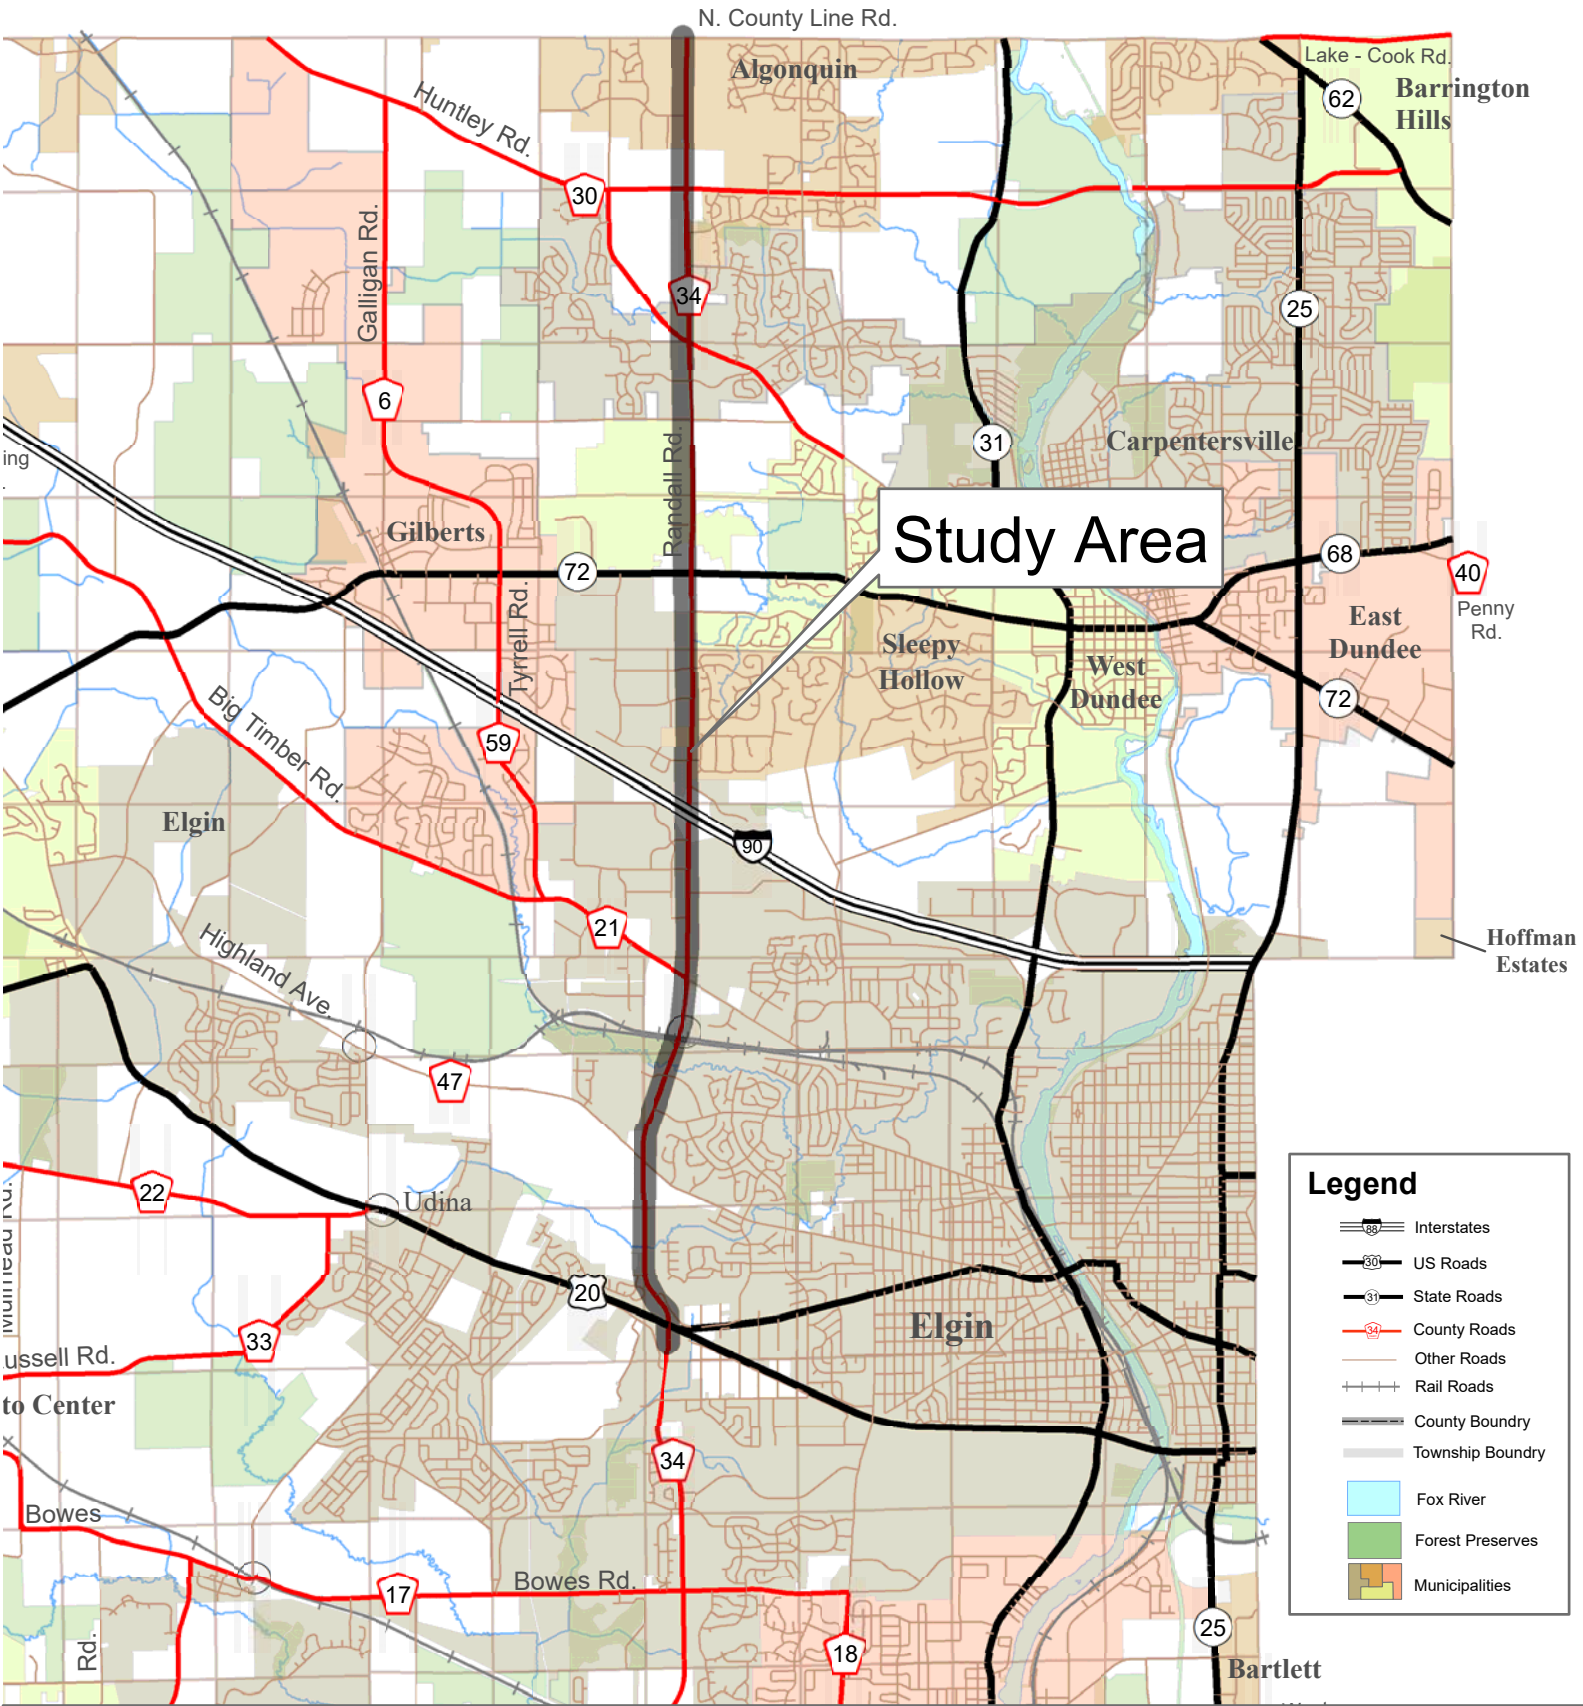 N. County Line Rd.
Algonquin
Lake - Cook Rd.
Barrington
Hills
62
Huntley Rd.
30
Galligan Rd.
34
25
6
31
Carpentersville
Randall Rd.
ing
Gilberts
Study Area
72
68
40
Penny
Rd.
East
Dundee
Tyrrell Rd.
Sleepy
Hollow
West
Dundee
72
Big Timber Rd.
59
Elgin
90
21
Highland Ave.
Hoffman
Estates
47
22
Udina
20
Elgin
33
ussell Rd.
to Center
34
Bowes
17
Bowes Rd.
18
Rd.
25
Bartlett
Legend
88
Interstates
30
US Roads
31
State Roads
34
County Roads
Other Roads
Rail Roads
County Boundry
Township Boundry
Fox River
Forest Preserves
Municipalities